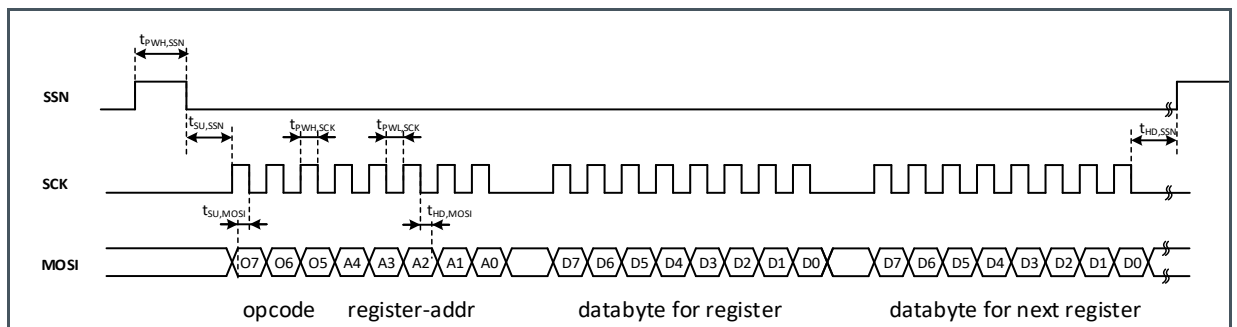 tPWH,SSN
SSN
tSU,SSN tPWH,SCK tPWL,SCK tHD,SSN
SCK
tSU,MOSI tHD,MOSI
MOSI O7 O6 O5 A4 A3 A2 A1 A0 D7 D6 D5 D4 D3 D2 D1 D0 D7 D6 D5 D4 D3 D2 D1 D0
opcode register-addr databyte for register databyte for next register